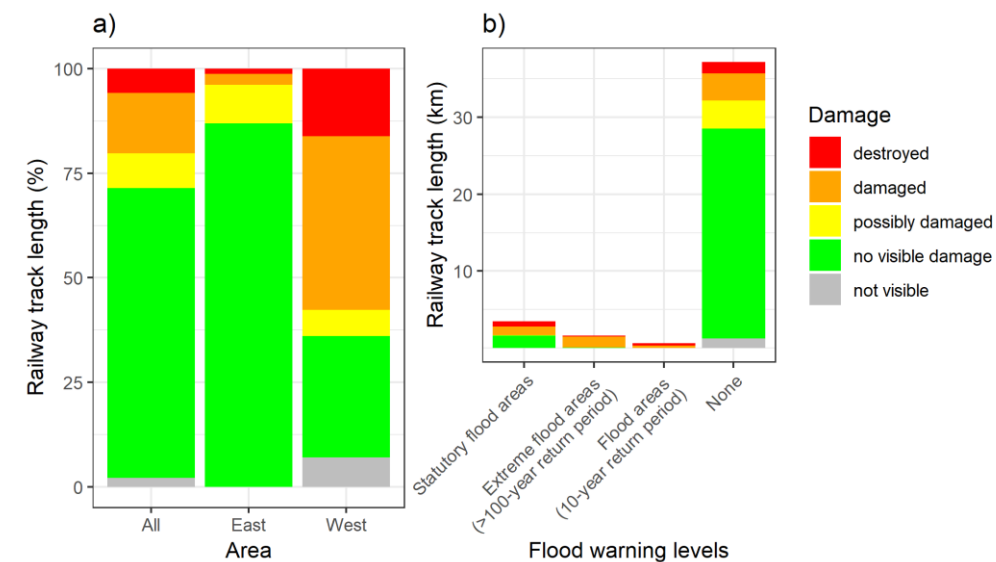 a)
Railway track length (%)
100
75
50
25
0
All East West
Area
b)
Railway track length (km)
30
20
10
Statutory flood areas
Extreme flood areas
(>100-year return period)
Flood areas
(10-year return period)
None
Flood warning levels
Damage
destroyed
damaged
possibly damaged
no visible damage
not visible